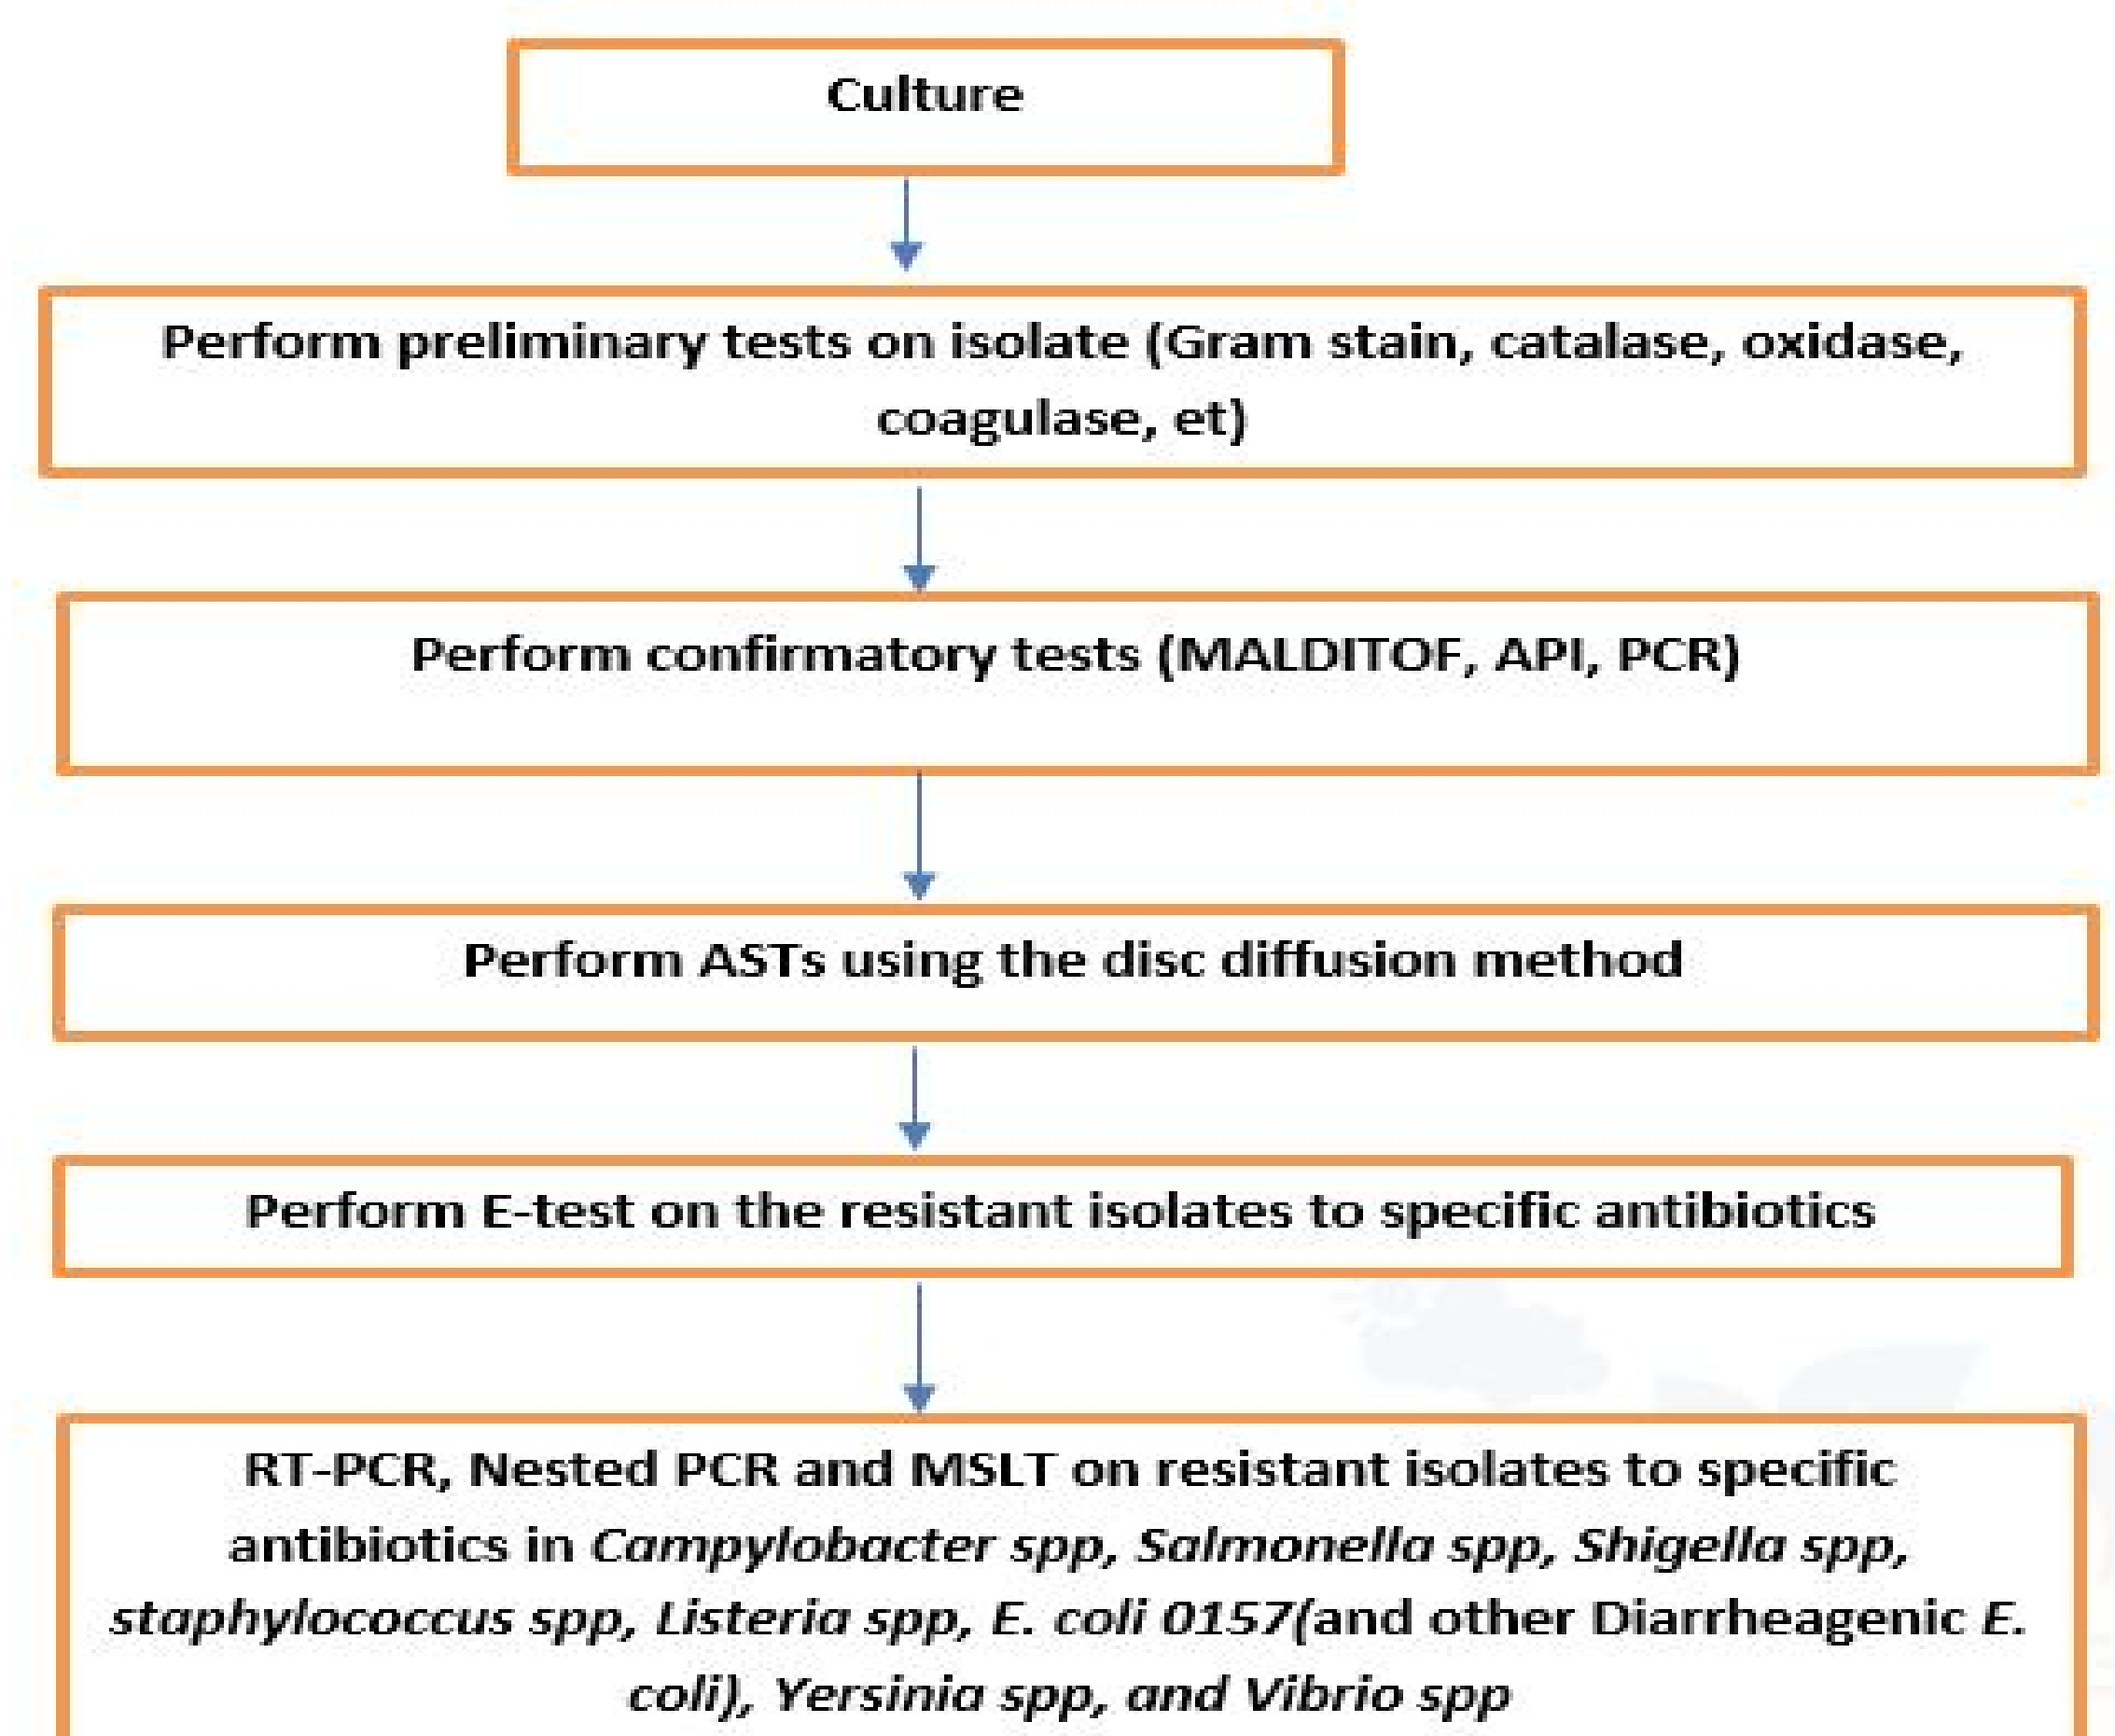 Culture
Perform preliminary tests on isolate (Gram stain, catalase, oxidase,
coagulase, et)
Perform confirmatory tests (MALDITOF, API, PCR)
Perform ASTs using the disc diffusion method
Perform E-test on the resistant isolates to specific antibiotics
RT-PCR, Nested PCR and MSLT on resistant isolates to specific
antibiotics in Campylobacter spp, Salmonella spp, Shigella spp,
staphylococcus spp, Listeria spp, E. coli 0157(and other Diarrheagenic E.
coli), Yersinia spp, and Vibrio spp